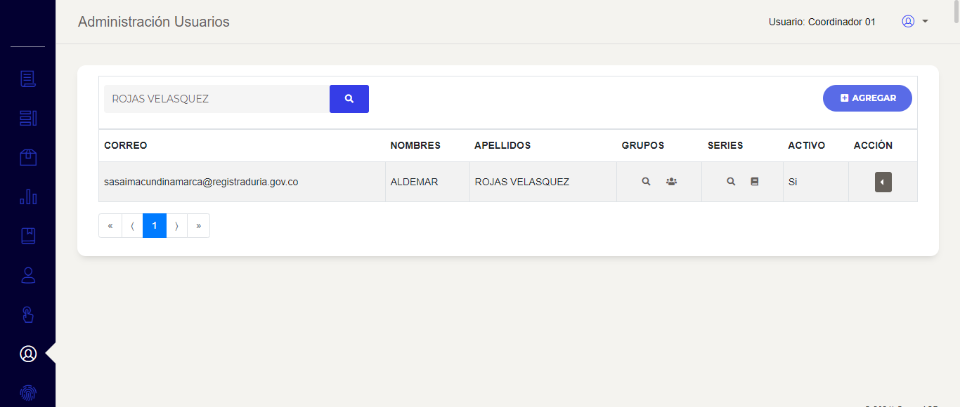 Administración Usuarios
Usuario: Coordinador 01
ROJAS VELASQUEZ
AGREGAR
CORREO NOMBRES APELLIDOS GRUPOS SERIES ACTIVO ACCIÓN
sasaimacundinamarca@registraduria.gov.co ALDEMAR ROJAS VELASQUEZ Si
« ⟨ 1 ⟩ »